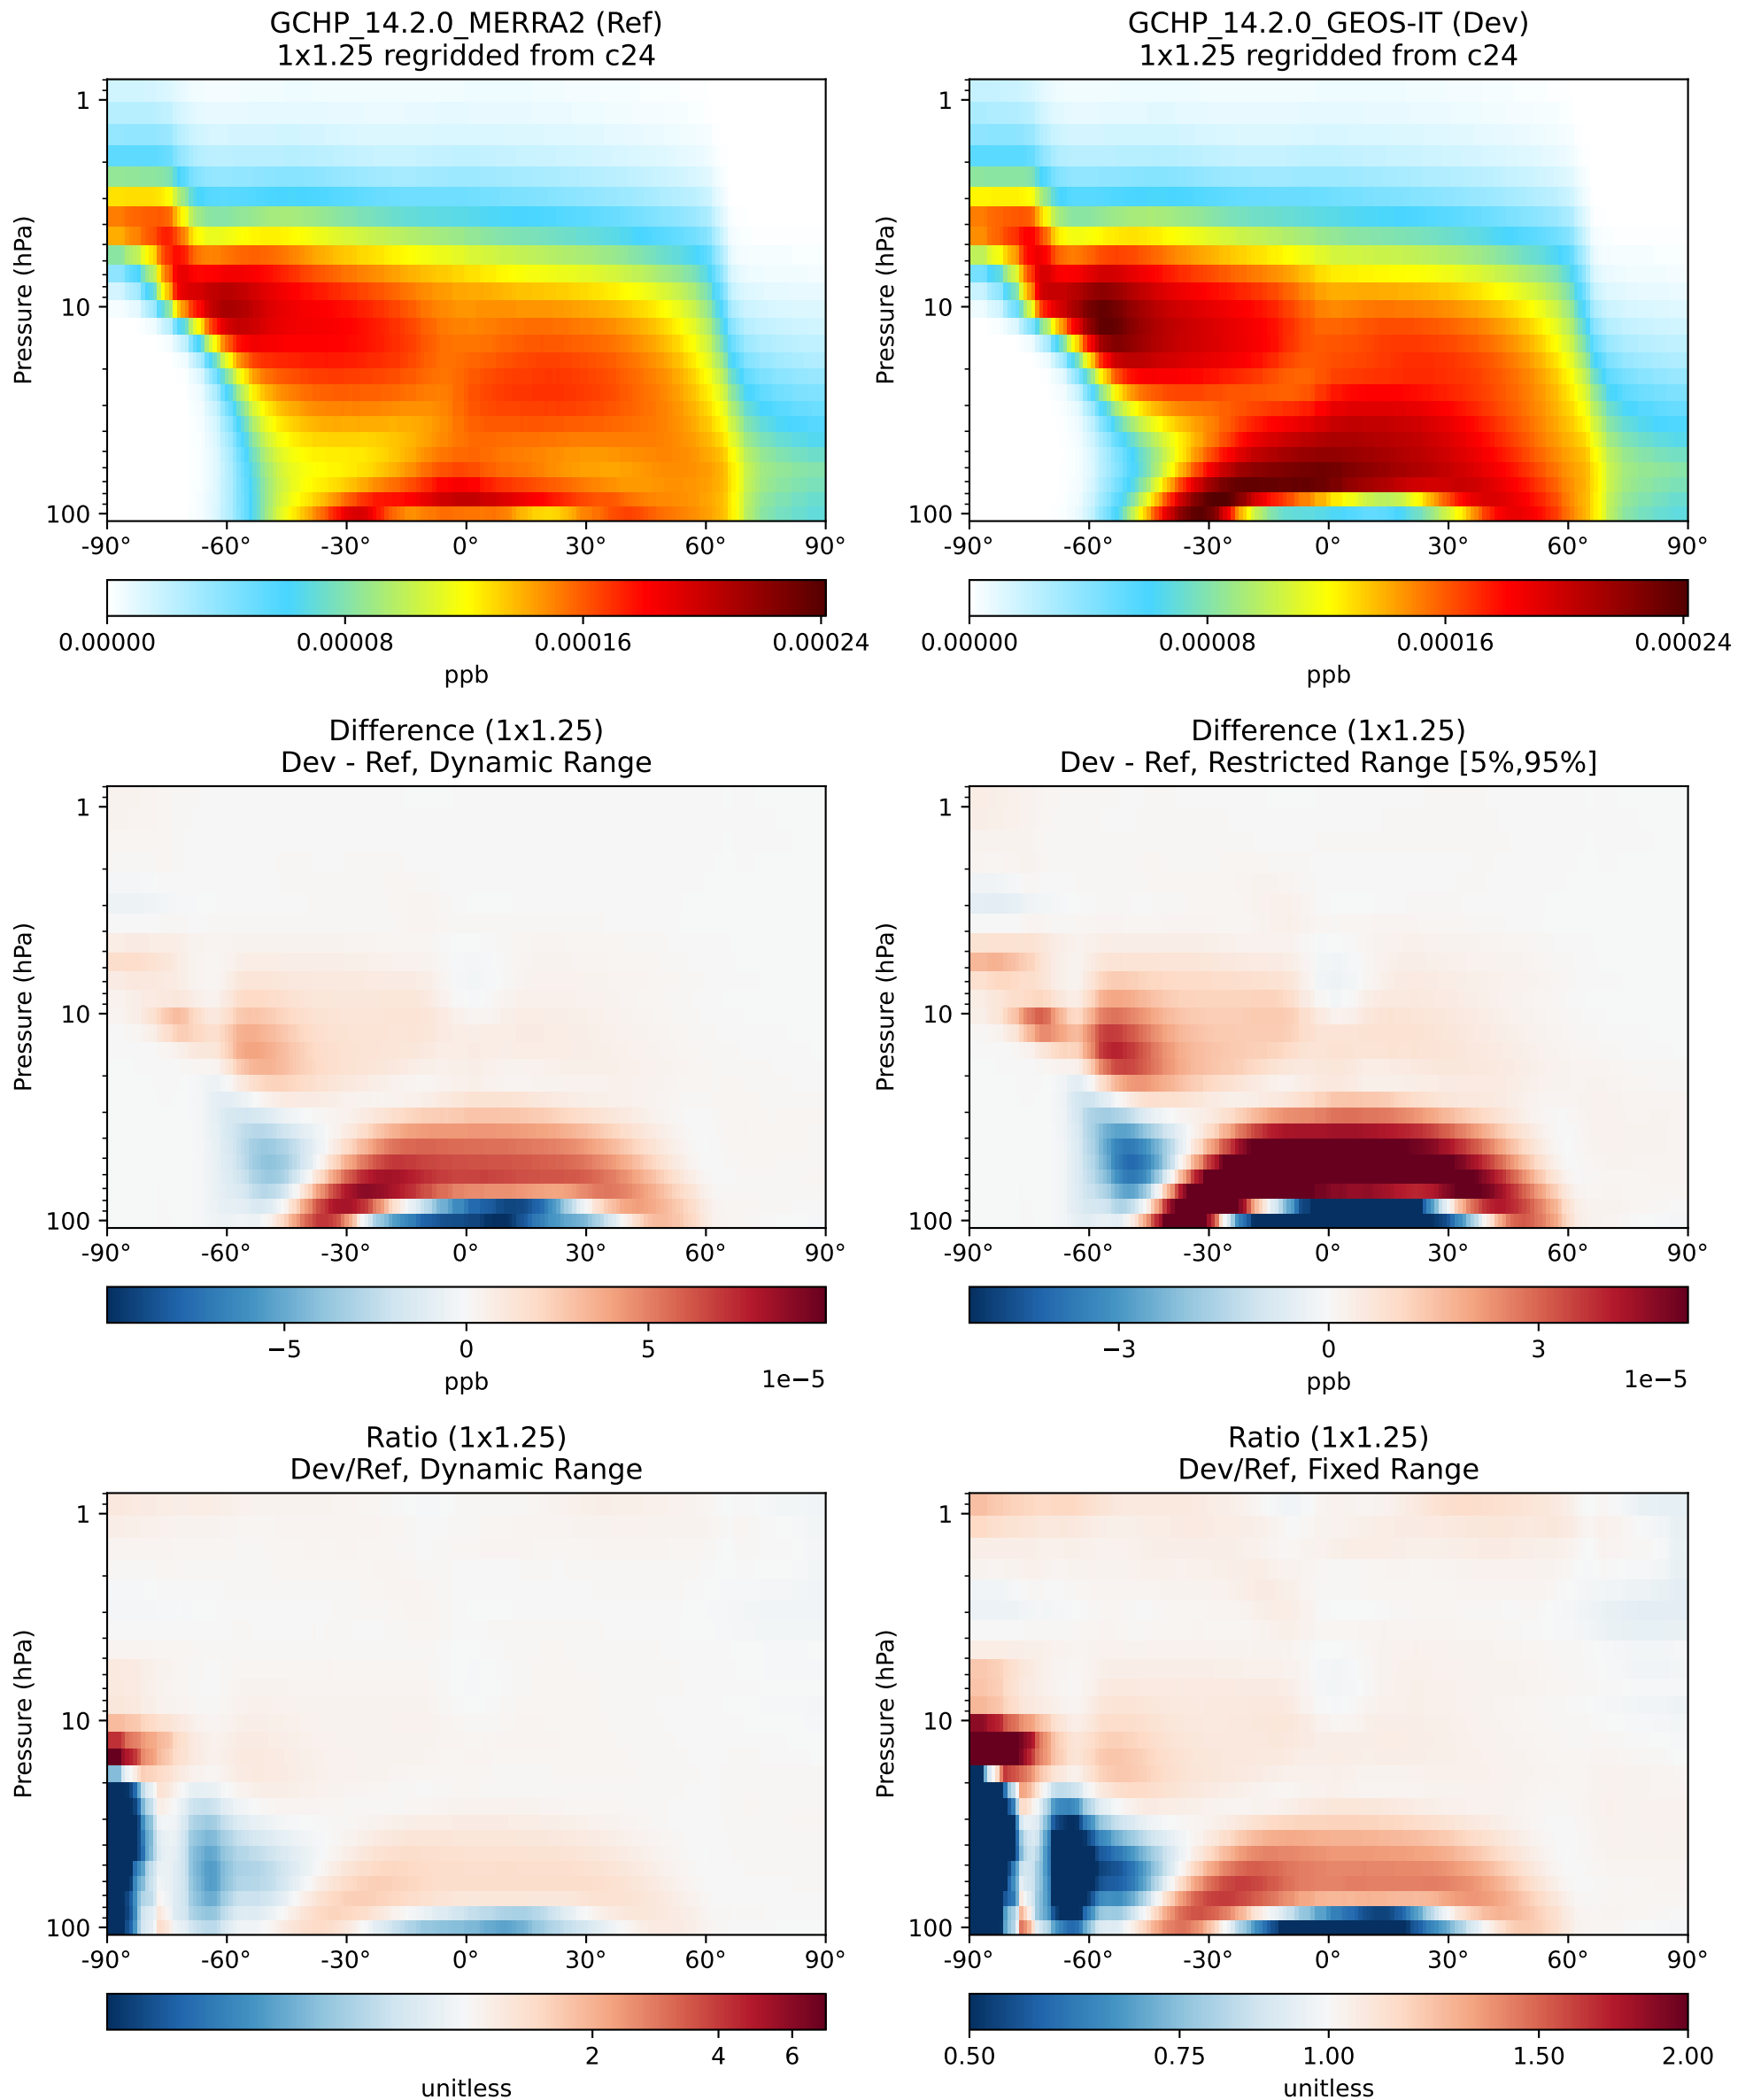 GCHP_14.2.0_MERRA2 (Ref)
1x1.25 regridded from c24
GCHP_14.2.0_GEOS-IT (Dev)
1x1.25 regridded from c24
Pressure (hPa)
1
10
100
-90° -60° -30° 0° 30° 60° 90°
0.00000 0.00008 0.00016 0.00024
ppb
Pressure (hPa)
1
10
100
-90° -60° -30° 0° 30° 60° 90°
0.00000 0.00008 0.00016 0.00024
ppb
Difference (1x1.25)
Dev - Ref, Dynamic Range
Difference (1x1.25)
Dev - Ref, Restricted Range [5%,95%]
Pressure (hPa)
1
10
100
-90° -60° -30° 0° 30° 60° 90°
−5 0 5
ppb
1e−5
Pressure (hPa)
1
10
100
-90° -60° -30° 0° 30° 60° 90°
−3 0 3
ppb
1e−5
Ratio (1x1.25)
Dev/Ref, Dynamic Range
Ratio (1x1.25)
Dev/Ref, Fixed Range
Pressure (hPa)
1
10
100
-90° -60° -30° 0° 30° 60° 90°
2 4 6
unitless
Pressure (hPa)
1
10
100
-90° -60° -30° 0° 30° 60° 90°
0.50 0.75 1.00 1.50 2.00
unitless